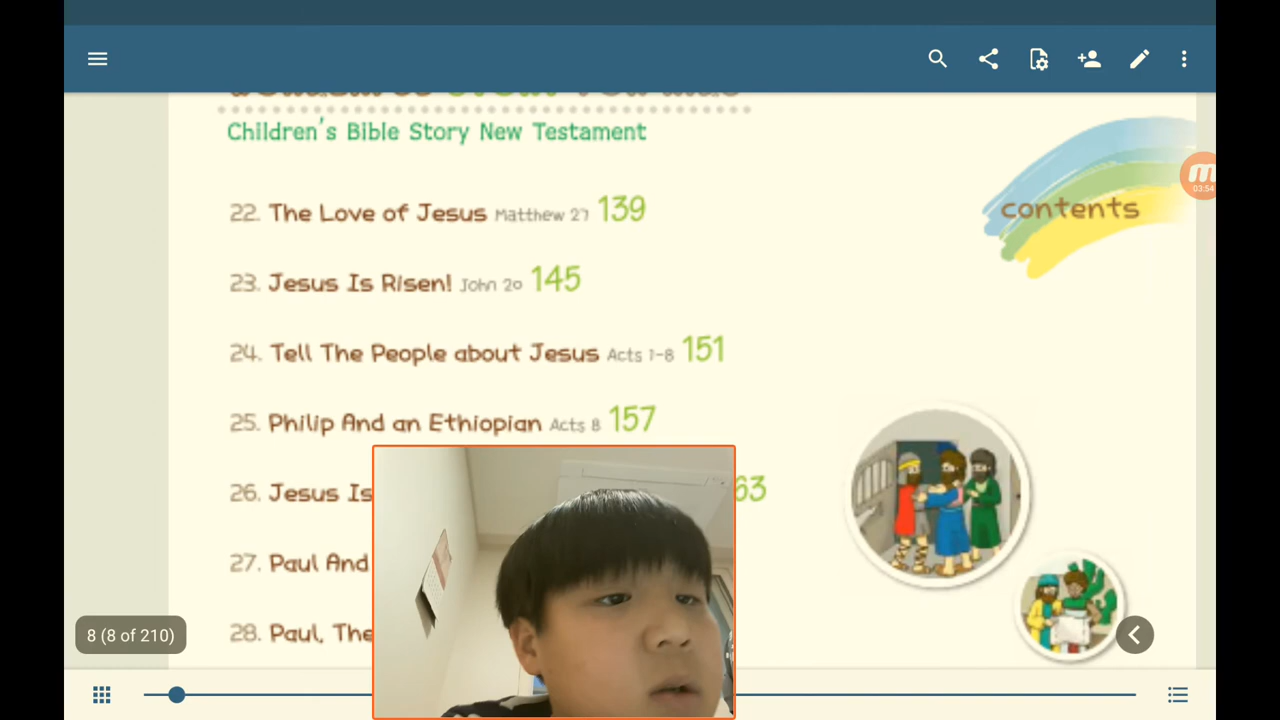 Children's Bible Story New Testament
contents
22. The Love of Jesus Matthew 27 139
23. Jesus Is Risen! John 20 145
24. Tell The People about Jesus Acts 1-8 151
25. Philip And an Ethiopian Acts 8 157
26. Jesus Is 63
27. Paul And
28. Paul, The
8 (8 of 210)
03:54